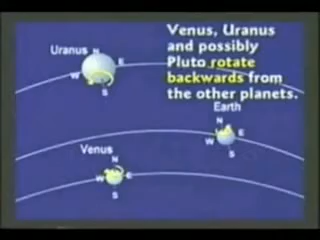 Venus, Uranus
and possibly
Pluto rotate
backwards from
the other planets.
Uranus
N
W
E
S
Earth
N
W
E
S
Venus
N
W
E
S